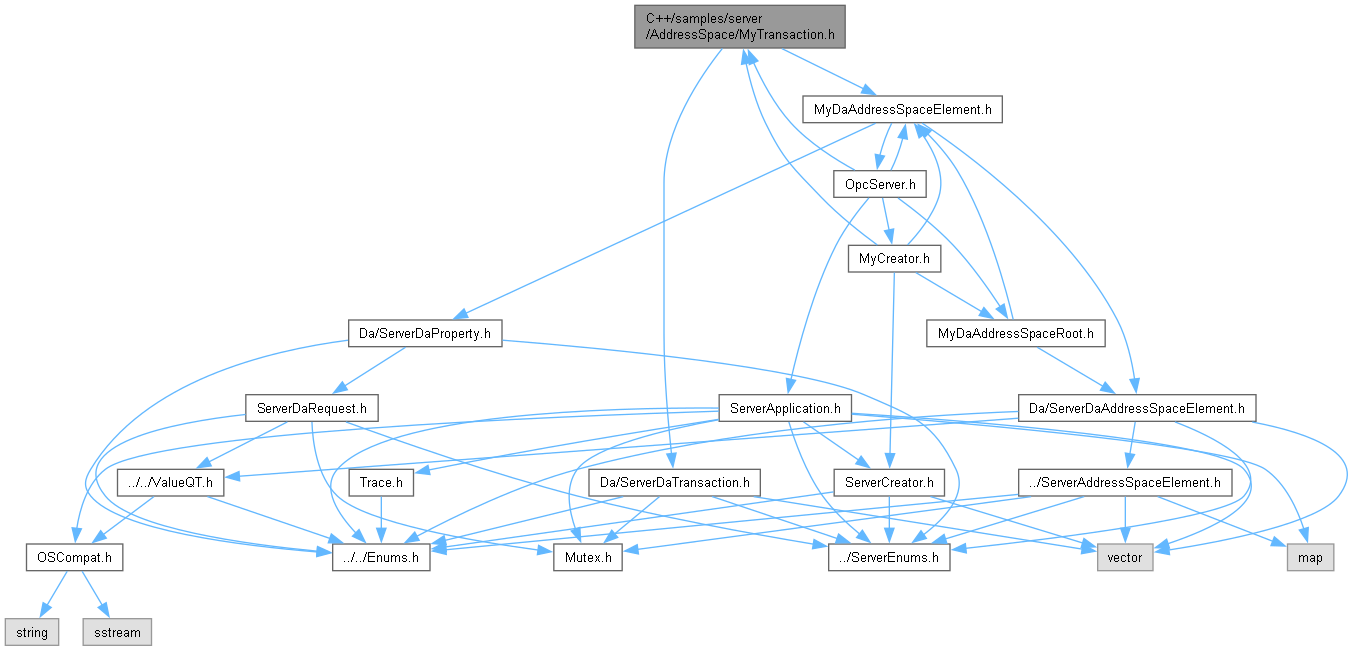 C++/samples/server
/AddressSpace/MyTransaction.h
MyDaAddressSpaceElement.h
OpcServer.h
MyCreator.h
Da/ServerDaProperty.h
MyDaAddressSpaceRoot.h
ServerDaRequest.h
ServerApplication.h
Da/ServerDaAddressSpaceElement.h
../../ValueQT.h
Trace.h
Da/ServerDaTransaction.h
ServerCreator.h
../ServerAddressSpaceElement.h
OSCompat.h
../../Enums.h
Mutex.h
../ServerEnums.h
vector
map
string
sstream